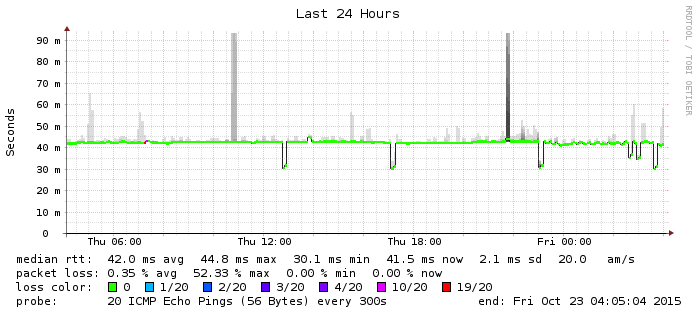 Last 24 Hours
RRDTOOL / TOBI OETIKER
Seconds
90 m
80 m
70 m
60 m
50 m
40 m
30 m
20 m
10 m
0
Thu 06:00 Thu 12:00 Thu 18:00 Fri 00:00
median rtt: 42.0 ms avg 44.8 ms max 30.1 ms min 41.5 ms now 2.1 ms sd 20.0 am/s
packet loss: 0.35 % avg 52.33 % max 0.00 % min 0.00 % now
loss color: 0 1/20 2/20 3/20 4/20 10/20 19/20
probe: 20 ICMP Echo Pings (56 Bytes) every 300s end: Fri Oct 23 04:05:04 2015